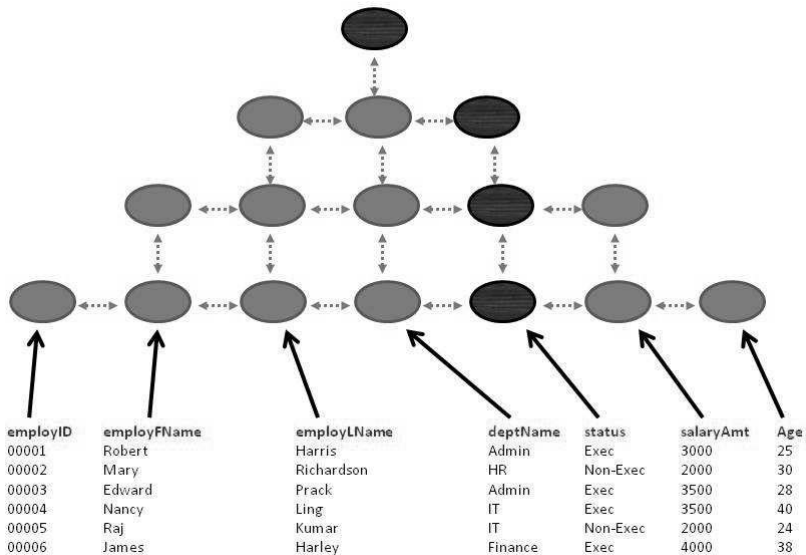 employID employFName employLName deptName status salaryAmt Age
00001 Robert Harris Admin Exec 3000 25
00002 Mary Richardson HR Non-Exec 2000 30
00003 Edward Prack Admin Exec 3500 28
00004 Nancy Ling IT Exec 3500 40
00005 Raj Kumar IT Non-Exec 2000 24
00006 James Harley Finance Exec 4000 38